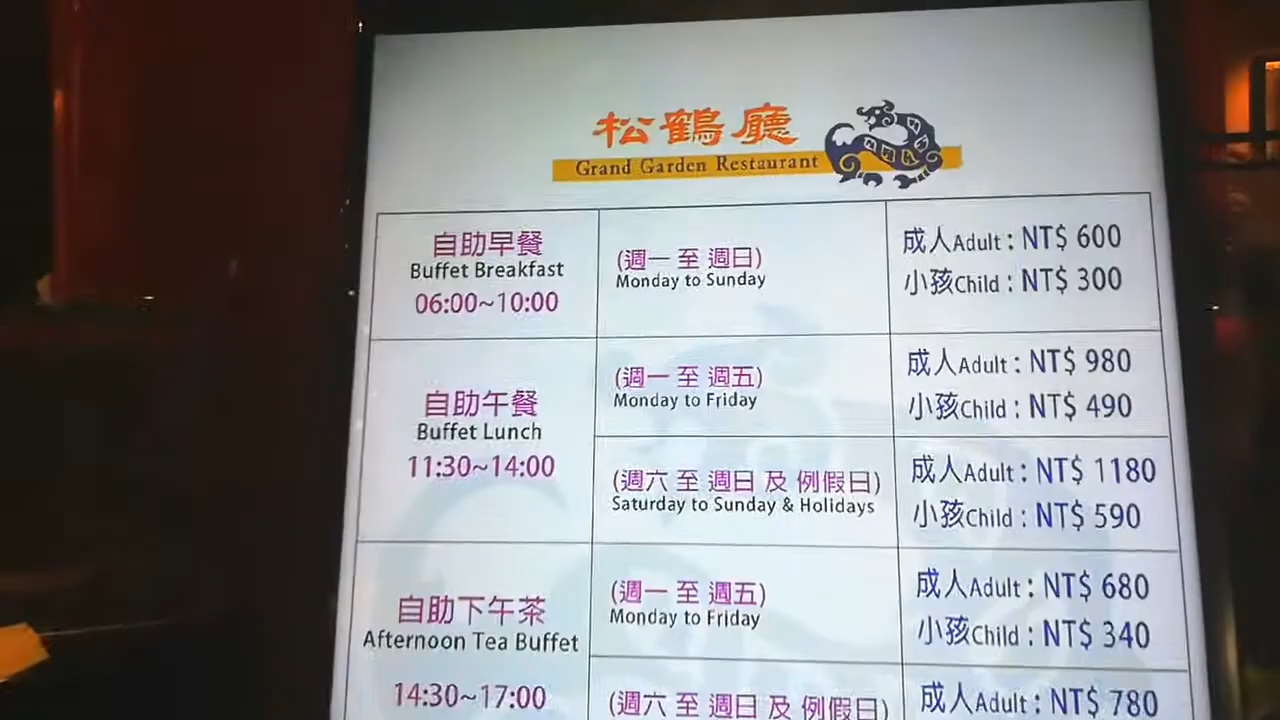 松鶴廳
Grand Garden Restaurant
自助早餐
Buffet Breakfast
06:00~10:00
(週一 至 週日)
Monday to Sunday
成人Adult : NT$ 600
小孩Child : NT$ 300
自助午餐
Buffet Lunch
11:30~14:00
(週一 至 週五)
Monday to Friday
成人Adult : NT$ 980
小孩Child : NT$ 490
(週六 至 週日 及 例假日)
Saturday to Sunday & Holidays
成人Adult : NT$ 1180
小孩Child : NT$ 590
自助下午茶
Afternoon Tea Buffet
14:30~17:00
(週一 至 週五)
Monday to Friday
成人Adult : NT$ 680
小孩Child : NT$ 340
(週六 至 週日 及 例假日)
成人Adult : NT$ 780